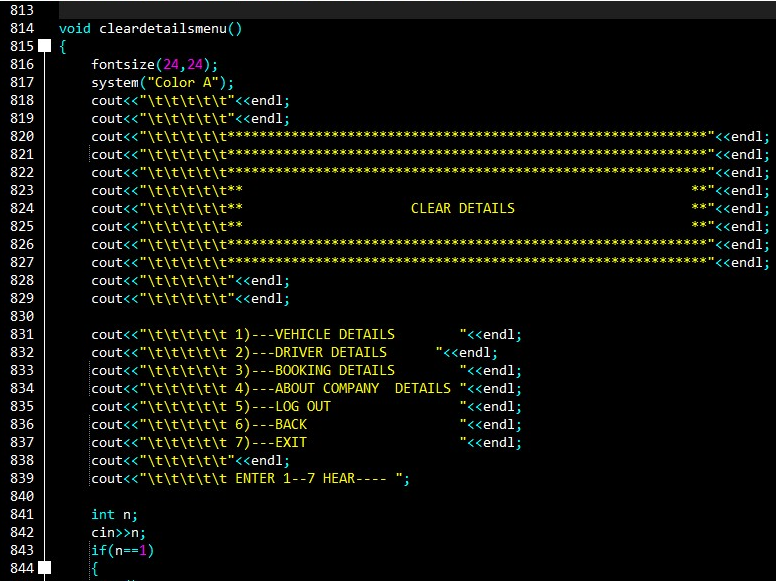 813
814 void cleardetailsmenu()
815 {
816 fontsize(24,24);
817 system("Color A");
818 cout<<"\t\t\t\t\t"<<endl;
819 cout<<"\t\t\t\t\t"<<endl;
820 cout<<"\t\t\t\t\t************************************************************"<<endl;
821 cout<<"\t\t\t\t\t************************************************************"<<endl;
822 cout<<"\t\t\t\t\t************************************************************"<<endl;
823 cout<<"\t\t\t\t\t**                                                        **"<<endl;
824 cout<<"\t\t\t\t\t**                     CLEAR DETAILS                      **"<<endl;
825 cout<<"\t\t\t\t\t**                                                        **"<<endl;
826 cout<<"\t\t\t\t\t************************************************************"<<endl;
827 cout<<"\t\t\t\t\t************************************************************"<<endl;
828 cout<<"\t\t\t\t\t"<<endl;
829 cout<<"\t\t\t\t\t"<<endl;
830
831 cout<<"\t\t\t\t\t 1)---VEHICLE DETAILS        "<<endl;
832 cout<<"\t\t\t\t\t 2)---DRIVER DETAILS      "<<endl;
833 cout<<"\t\t\t\t\t 3)---BOOKING DETAILS        "<<endl;
834 cout<<"\t\t\t\t\t 4)---ABOUT COMPANY  DETAILS "<<endl;
835 cout<<"\t\t\t\t\t 5)---LOG OUT                "<<endl;
836 cout<<"\t\t\t\t\t 6)---BACK                   "<<endl;
837 cout<<"\t\t\t\t\t 7)---EXIT                   "<<endl;
838 cout<<"\t\t\t\t\t"<<endl;
839 cout<<"\t\t\t\t\t ENTER 1--7 HEAR---- ";
840
841 int n;
842 cin>>n;
843 if(n==1)
844 {